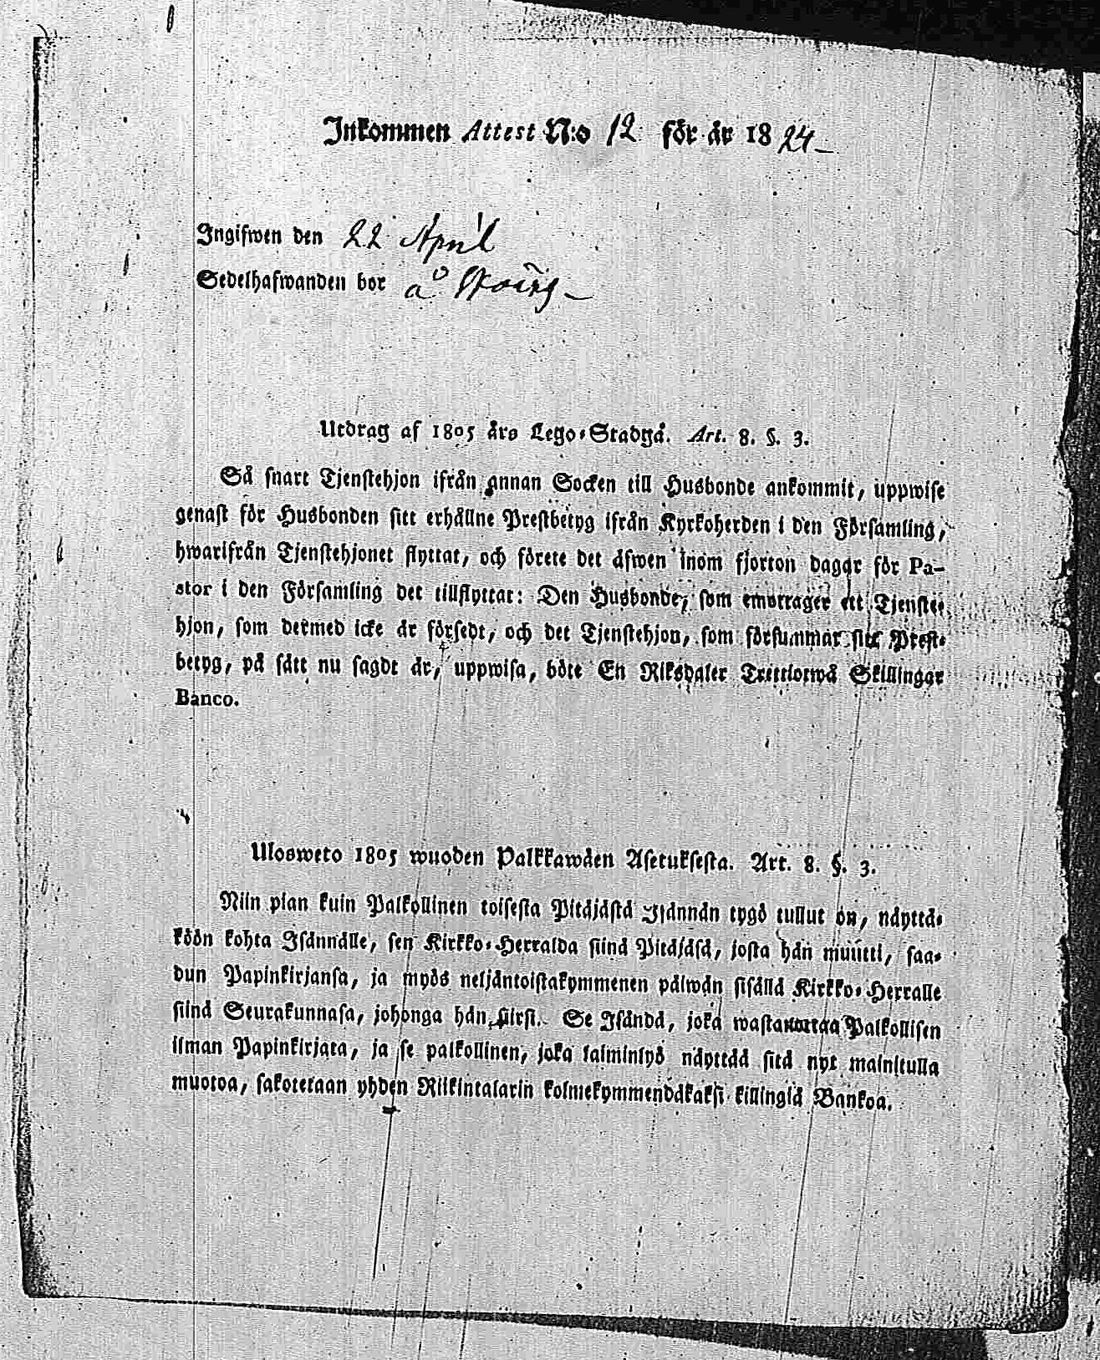 Inkommen Attest N:o 12 för år 1824
Ingifwen den 22 April
Sedelhafwanden bor å
Utdrag af 1805 års Lego-Stadgå. Art. 8. §. 3.
Så snart Tjenstehjon ifrån annan Socken till Husbonde ankommit, uppwise
genast för Husbonden sitt erhållne Prestbetyg ifrån Kyrkoherden i den Församling,
hwarifrån Tjenstehjonet flyttat, och förete det äfwen inom fjorton dagar för Pa-
stor i den Församling det tillflyttat: Den Husbonde, som emottager ett Tjenste-
hjon, som dermed icke är försedt, och det Tjenstehjon, som försummar sitt Prest-
betyg, på sätt nu sagdt är, uppwisa, böte En Riksdaler Trettiotwå Skillingar
Banco.
Ulosweto 1805 wuoden Palkkawäen Asetuksesta. Art. 8. §. 3.
Niin pian kuin Palkollinen toisesta Pitäjästä Isännän tygö tullut on, näyttä-
köön kohta Isännälle, sen Kirkko-Herralda siinä Pitäjäsä, josta hän muutti, saa-
dun Papinkirjansa, ja myös neljäntoistakymmenen päiwän sisällä Kirkko-Herralle
siinä Seurakunnasa, johonga hän siirsi. Se Isändä, joka wastanottaa Palkollisen
ilman Papinkirjata, ja se palkollinen, joka laiminlyö näyttää sitä nyt mainitulla
muotoa, sakotetaan yhden Riikintalarin kolmekymmendäkaksi killingiä Bankoa.